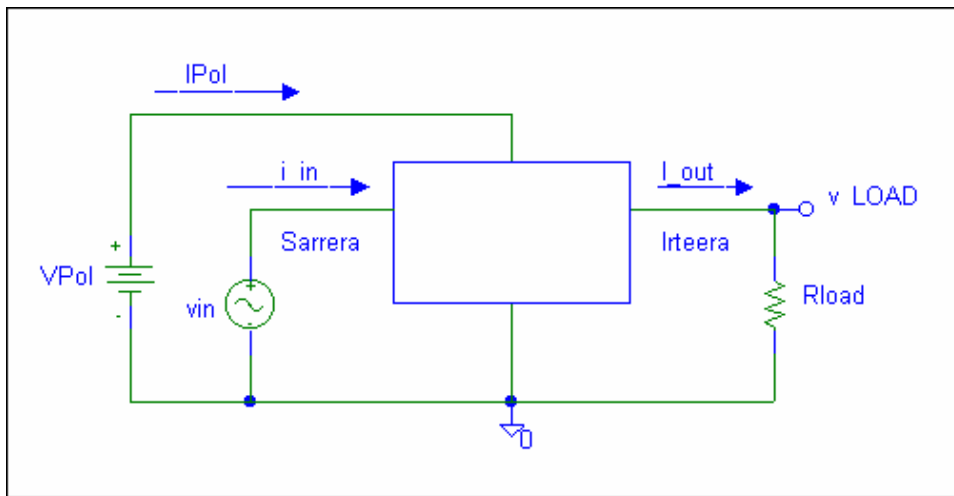 IPol
i_in
I_out
v LOAD
Sarrera
Irteera
+
VPol
-
vin
+
-
Rload
0